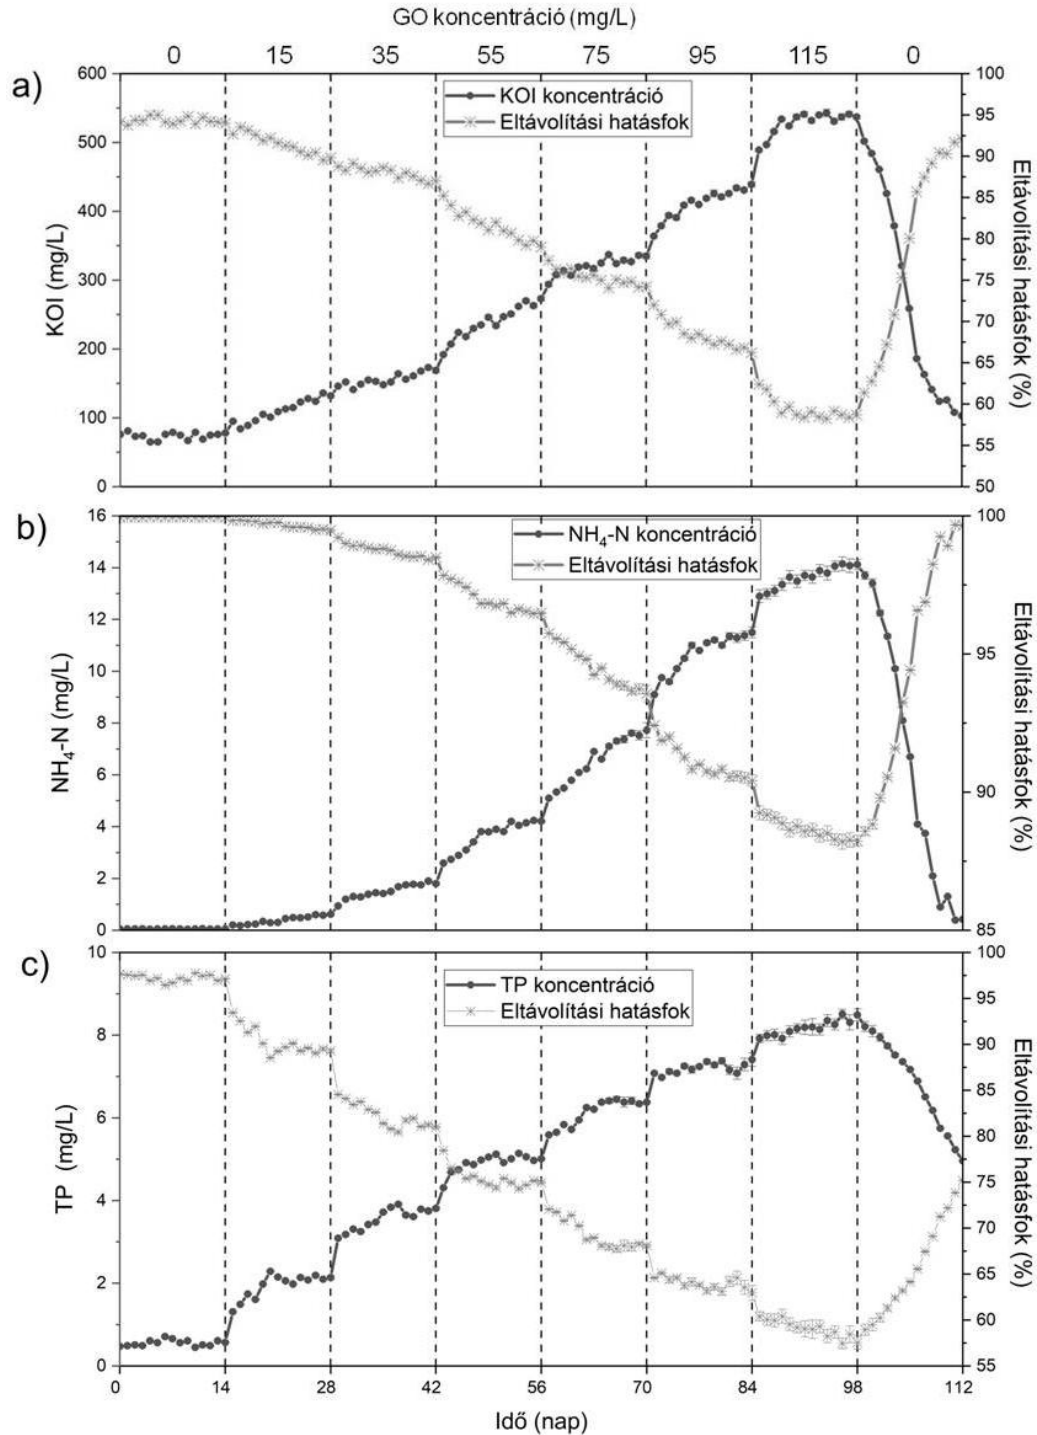 GO koncentráció (mg/L)
0 15 35 55 75 95 115 0
a)
KOI koncentráció
Eltávolítási hatásfok
KOI (mg/L)
600
500
400
300
200
100
0
100
95
90
85
80
75
70
65
60
55
50
Eltávolítási hatásfok (%)
b)
NH₄-N koncentráció
Eltávolítási hatásfok
NH₄-N (mg/L)
16
14
12
10
8
6
4
2
0
100
95
90
85
Eltávolítási hatásfok (%)
c)
TP koncentráció
Eltávolítási hatásfok
TP (mg/L)
10
8
6
4
2
0
100
95
90
85
80
75
70
65
60
55
Eltávolítási hatásfok (%)
0 14 28 42 56 70 84 98 112
Idő (nap)